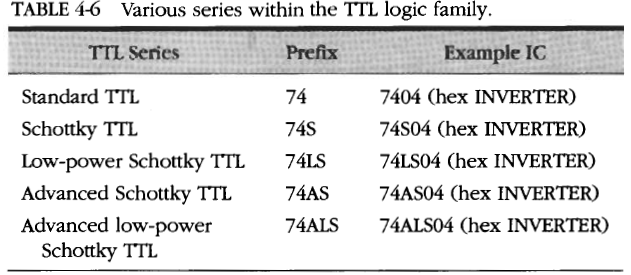 TABLE 4-6 Various series within the TTL logic family.
TTL Series Prefix Example IC
Standard TTL 74 7404 (hex INVERTER)
Schottky TTL 74S 74S04 (hex INVERTER)
Low-power Schottky TTL 74LS 74LS04 (hex INVERTER)
Advanced Schottky TTL 74AS 74AS04 (hex INVERTER)
Advanced low-power 74ALS 74ALS04 (hex INVERTER)
Schottky TTL